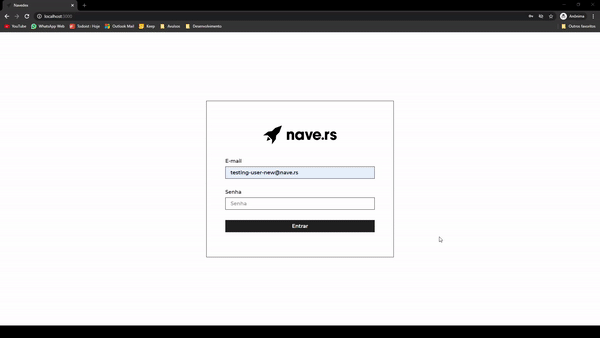 Navedex
localhost:3000
Anônima
YouTube WhatsApp Web Todoist : Hoje Outlook Mail Keep Avulsos Desenvolvimento Outros favoritos
nave.rs
E-mail
testing-user-new@nave.rs
Senha
Senha
Entrar